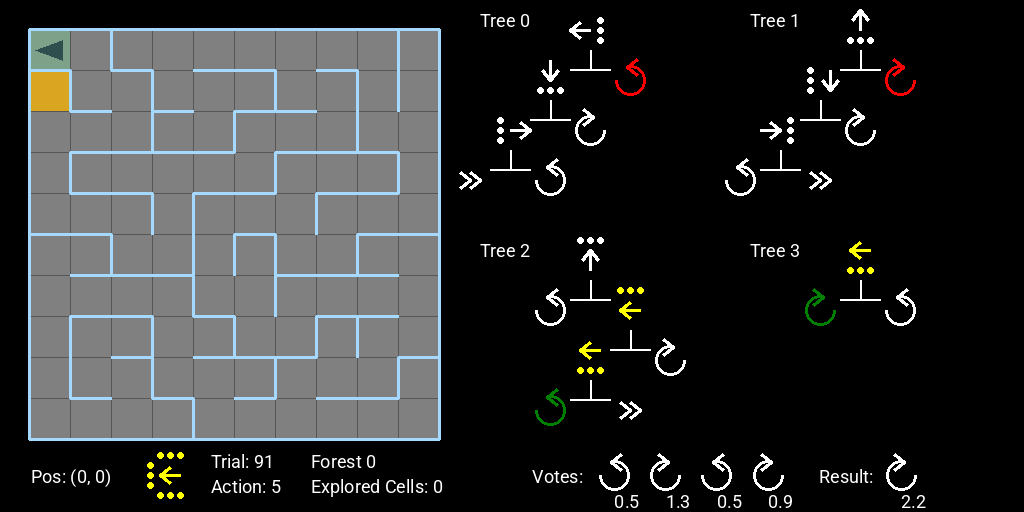 Tree 0
Tree 1
Tree 2
Tree 3
Pos: (0, 0)
Trial: 91
Forest 0
Action: 5
Explored Cells: 0
Votes:
0.5
1.3
0.5
0.9
Result:
2.2